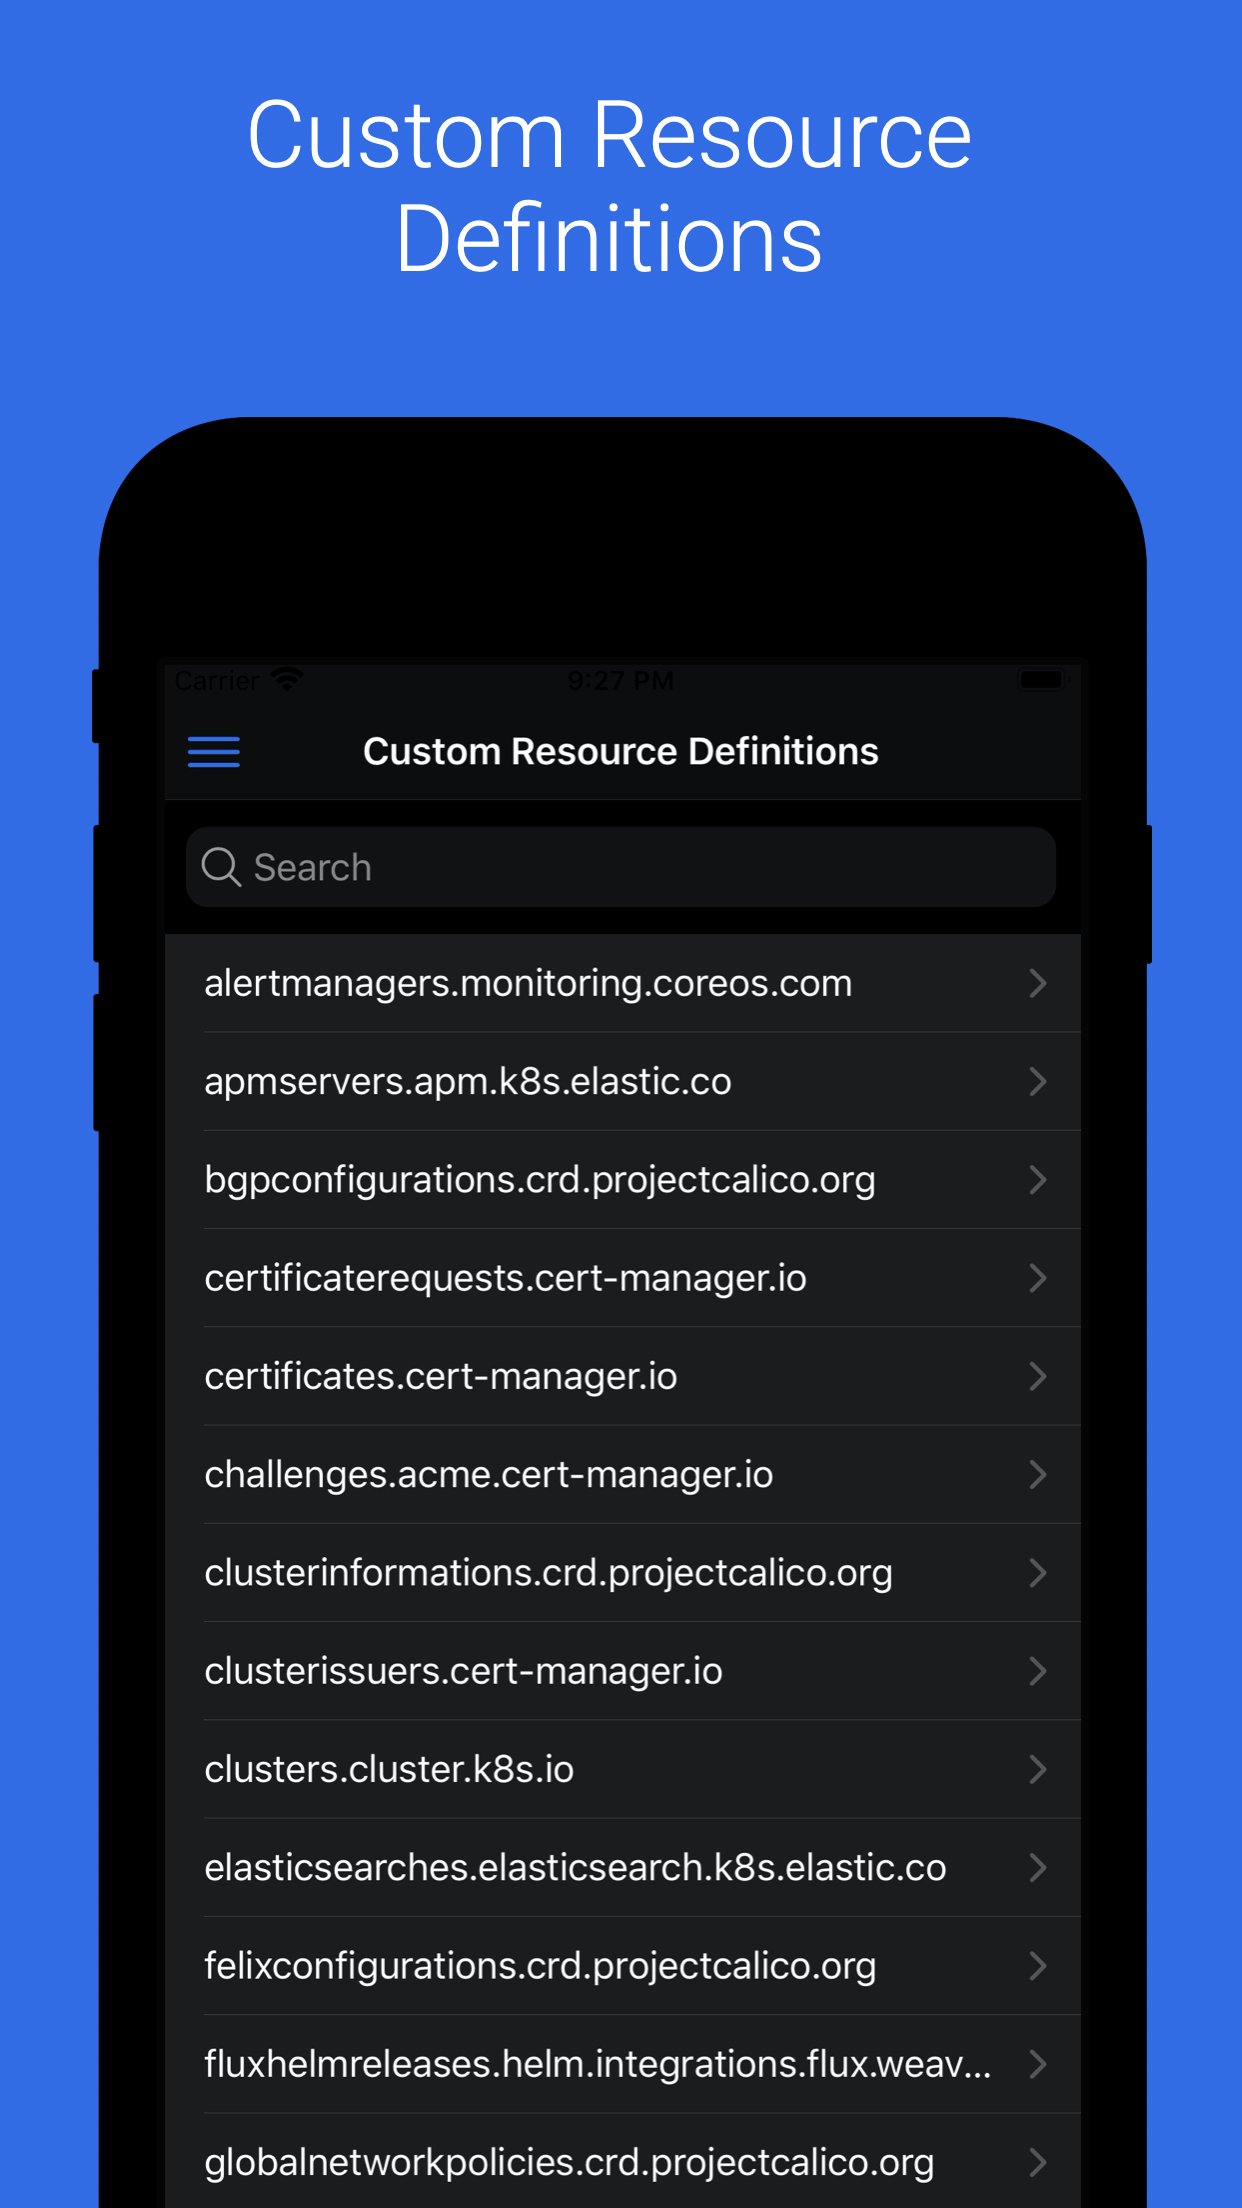 Custom Resource
Definitions
Carrier
9:27 PM
Custom Resource Definitions
Search
alertmanagers.monitoring.coreos.com
apmservers.apm.k8s.elastic.co
bgpconfigurations.crd.projectcalico.org
certificaterequests.cert-manager.io
certificates.cert-manager.io
challenges.acme.cert-manager.io
clusterinformations.crd.projectcalico.org
clusterissuers.cert-manager.io
clusters.cluster.k8s.io
elasticsearches.elasticsearch.k8s.elastic.co
felixconfigurations.crd.projectcalico.org
fluxhelmreleases.helm.integrations.flux.weav...
globalnetworkpolicies.crd.projectcalico.org